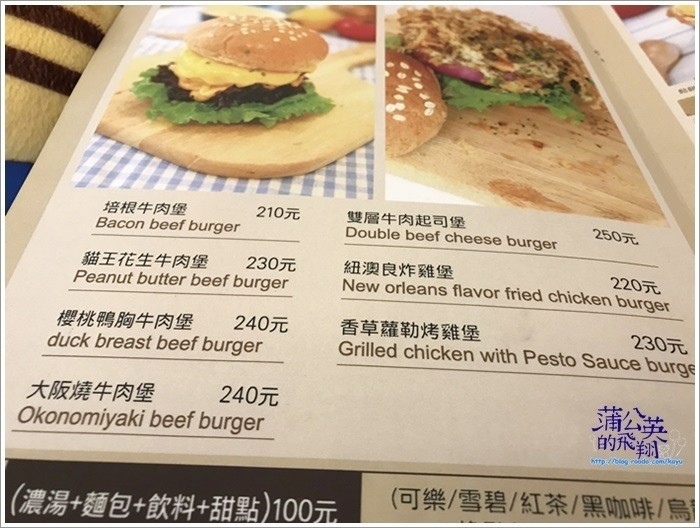 培根牛肉堡 210元
Bacon beef burger
貓王花生牛肉堡 230元
Peanut butter beef burger
櫻桃鴨胸牛肉堡 240元
duck breast beef burger
大阪燒牛肉堡 240元
Okonomiyaki beef burger
雙層牛肉起司堡 250元
Double beef cheese burger
紐澳良炸雞堡 220元
New orleans flavor fried chicken burger
香草蘿勒烤雞堡 230元
Grilled chicken with Pesto Sauce burge
(濃湯+麵包+飲料+甜點)100元
(可樂/雪碧/紅茶/黑咖啡/烏
蒲公英
的飛翔
http://blog.roodo.com/kayu